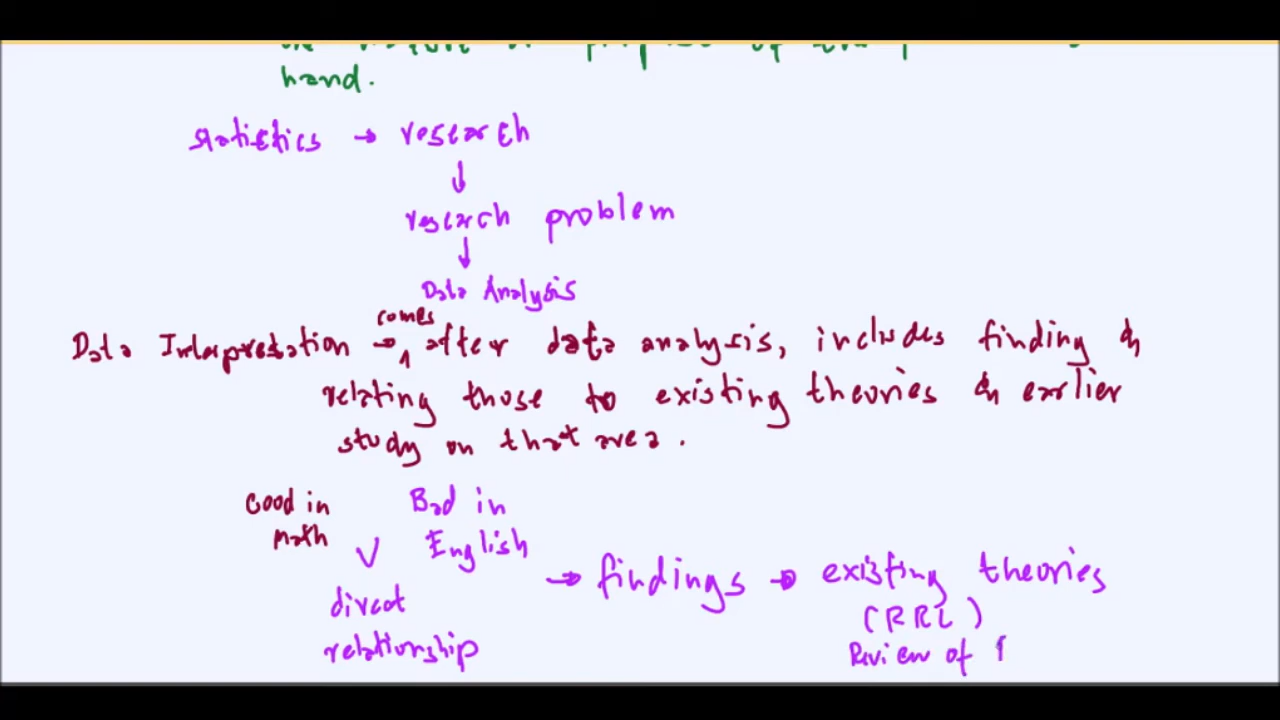 hand.
statistics → research
↓
research problem
↓
Data Analysis
comes
Data Interpretation → ^ after data analysis, includes finding &
relating those to existing theories & earlier
study on that area.
Good in Bad in
math English
V
direct → findings → existing theories
relationship (RRL)
Review of